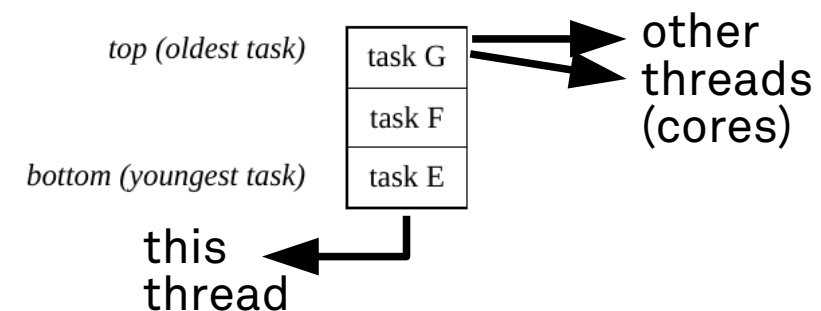 top (oldest task)
task G
other
threads
(cores)
task F
bottom (youngest task)
task E
this
thread